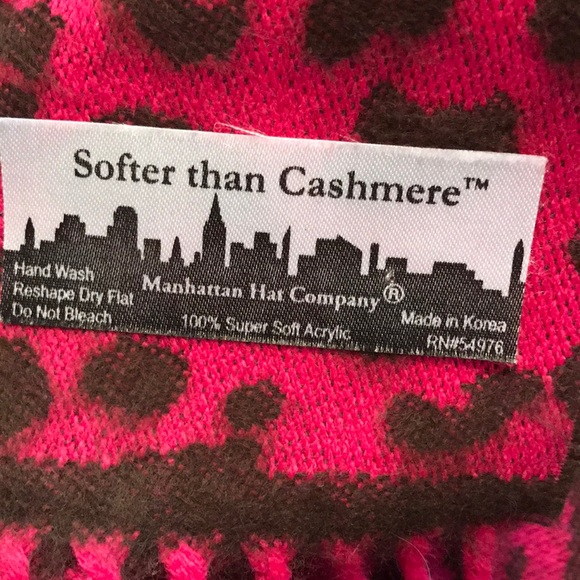 Softer than Cashmere™
Hand Wash
Reshape Dry Flat
Do Not Bleach
Manhattan Hat Company®
100% Super Soft Acrylic
Made in Korea
RN#54976